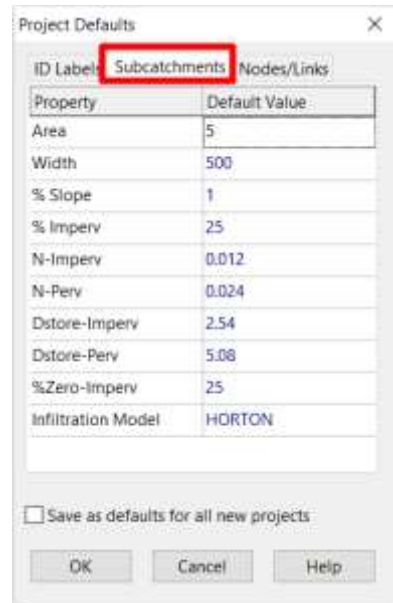 Project Defaults
ID Labels Subcatchments Nodes/Links
Property Default Value
Area 5
Width 500
% Slope 1
% Imperv 25
N-Imperv 0.012
N-Perv 0.024
Dstore-Imperv 2.54
Dstore-Perv 5.08
%Zero-Imperv 25
Infiltration Model HORTON
Save as defaults for all new projects
OK Cancel Help